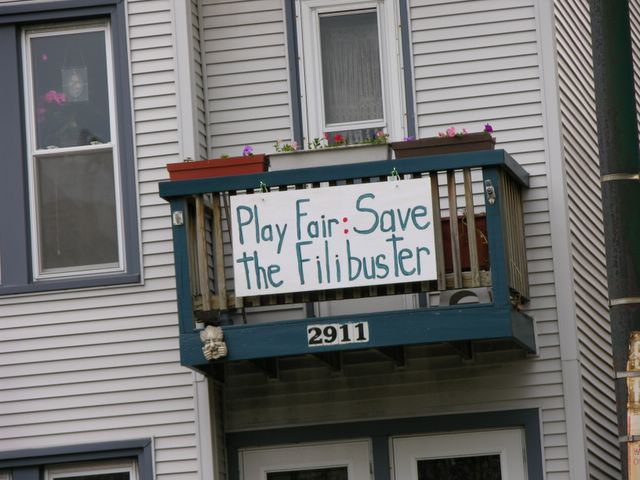 Play Fair: Save
the Filibuster
2911